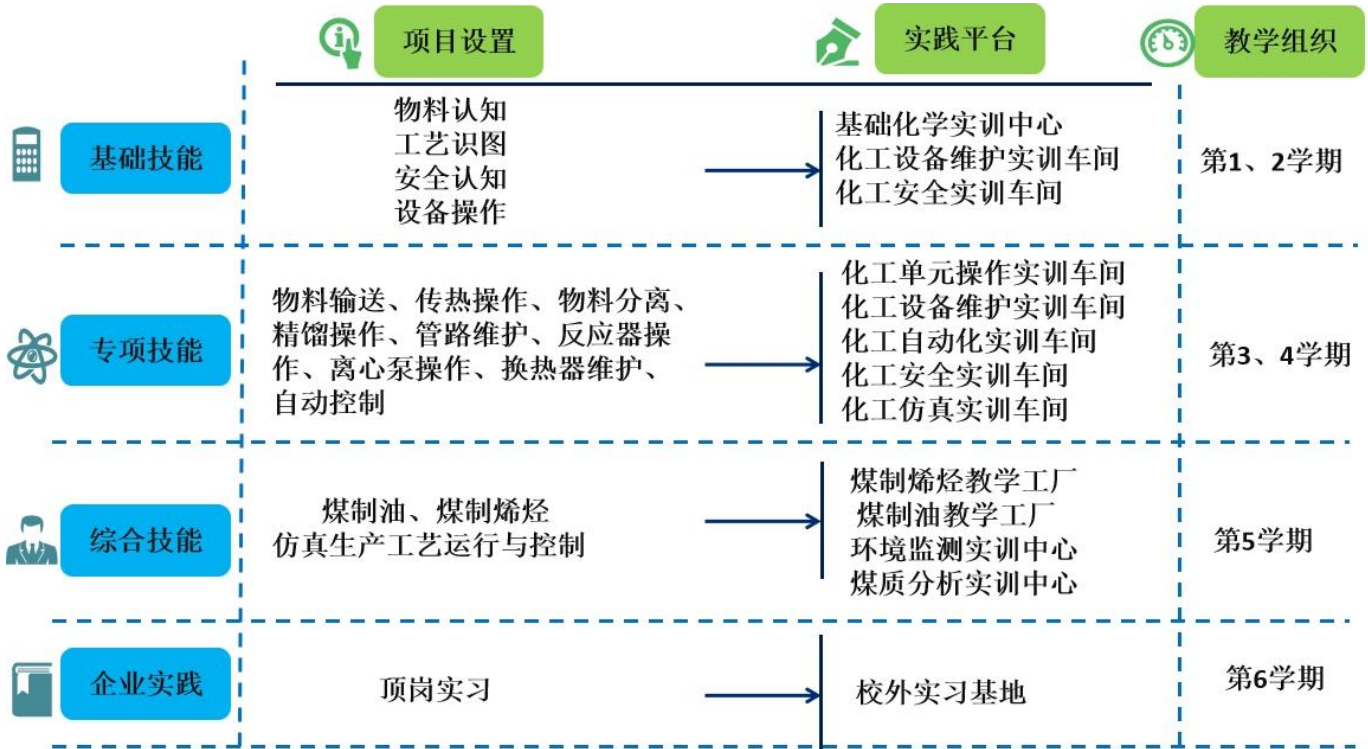 项目设置
实践平台
教学组织
基础技能
物料认知
工艺识图
安全认知
设备操作
基础化学实训中心
化工设备维护实训车间
化工安全实训车间
第1、2学期
专项技能
物料输送、传热操作、物料分离、
精馏操作、管路维护、反应器操
作、离心泵操作、换热器维护、
自动控制
化工单元操作实训车间
化工设备维护实训车间
化工自动化实训车间
化工安全实训车间
化工仿真实训车间
第3、4学期
综合技能
煤制油、煤制烯烃
仿真生产工艺运行与控制
煤制烯烃教学工厂
煤制油教学工厂
环境监测实训中心
煤质分析实训中心
第5学期
企业实践
顶岗实习
校外实习基地
第6学期